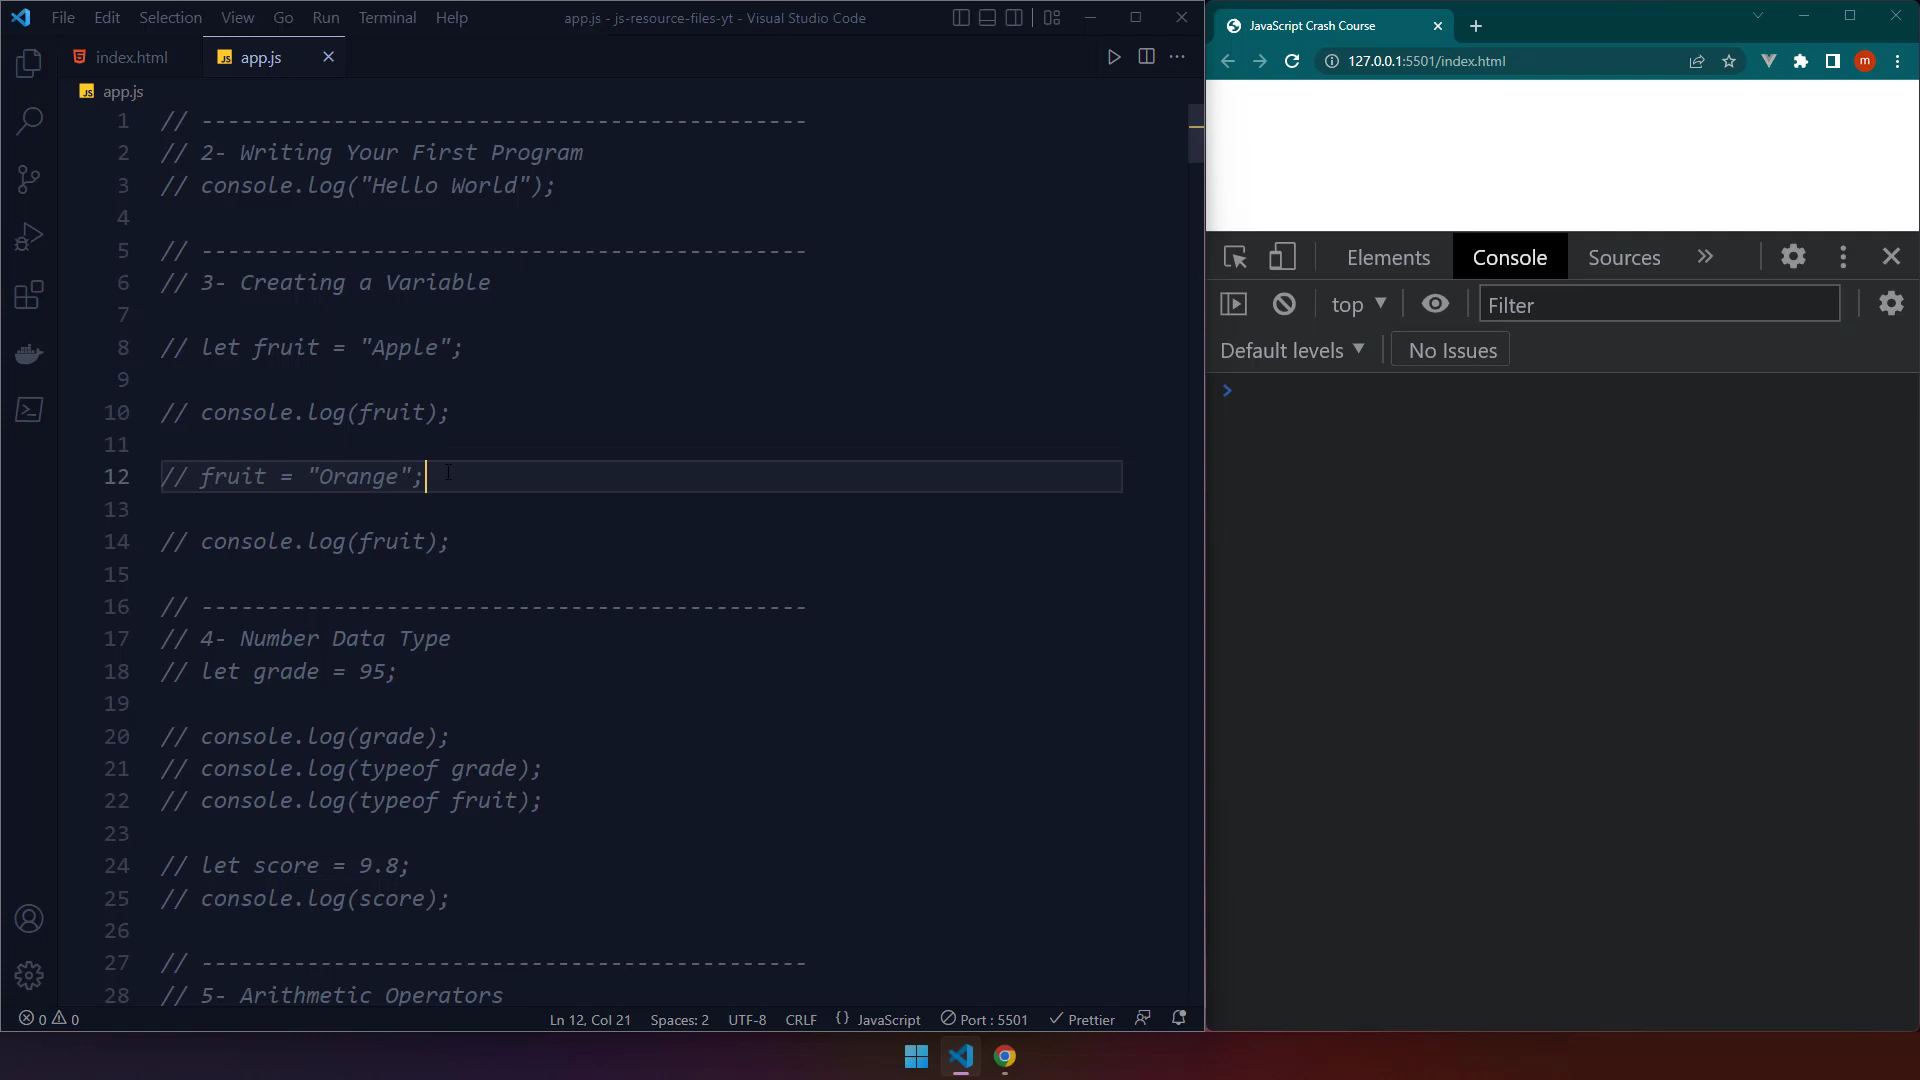 File Edit Selection View Go Run Terminal Help
app.js - js-resource-files-yt - Visual Studio Code
index.html
JS app.js
JS app.js
1 // ----------------------------------------------
2 // 2- Writing Your First Program
3 // console.log("Hello World");
4
5 // ----------------------------------------------
6 // 3- Creating a Variable
7
8 // let fruit = "Apple";
9
10 // console.log(fruit);
11
12 // fruit = "Orange";
13
14 // console.log(fruit);
15
16 // ----------------------------------------------
17 // 4- Number Data Type
18 // let grade = 95;
19
20 // console.log(grade);
21 // console.log(typeof grade);
22 // console.log(typeof fruit);
23
24 // let score = 9.8;
25 // console.log(score);
26
27 // ----------------------------------------------
28 // 5- Arithmetic Operators
0 0
Ln 12, Col 21 Spaces: 2 UTF-8 CRLF {} JavaScript Port : 5501 Prettier
JavaScript Crash Course
127.0.0.1:5501/index.html
m
Elements Console Sources
top Filter
Default levels No Issues